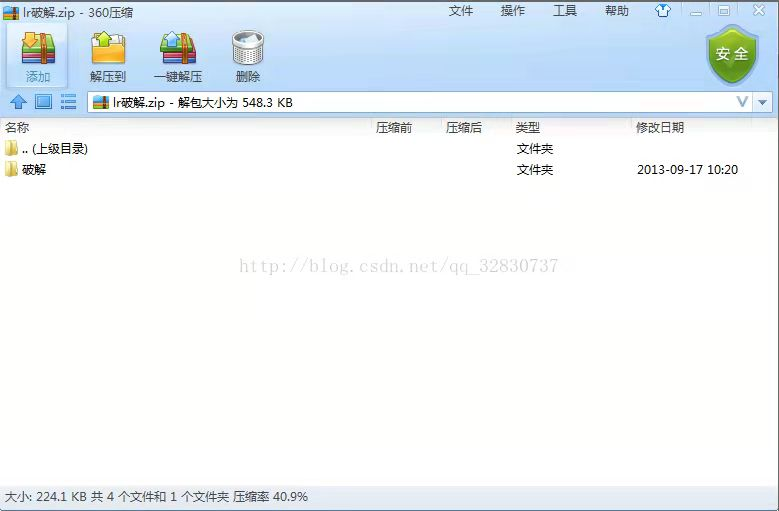 lr破解.zip - 360压缩
文件 操作 工具 帮助
添加 解压到 一键解压 删除
安全
lr破解.zip - 解包大小为 548.3 KB
名称 压缩前 压缩后 类型 修改日期
.. (上级目录) 文件夹
破解 文件夹 2013-09-17 10:20
http://blog.csdn.net/qq_32830737
大小: 224.1 KB 共 4 个文件和 1 个文件夹 压缩率 40.9%